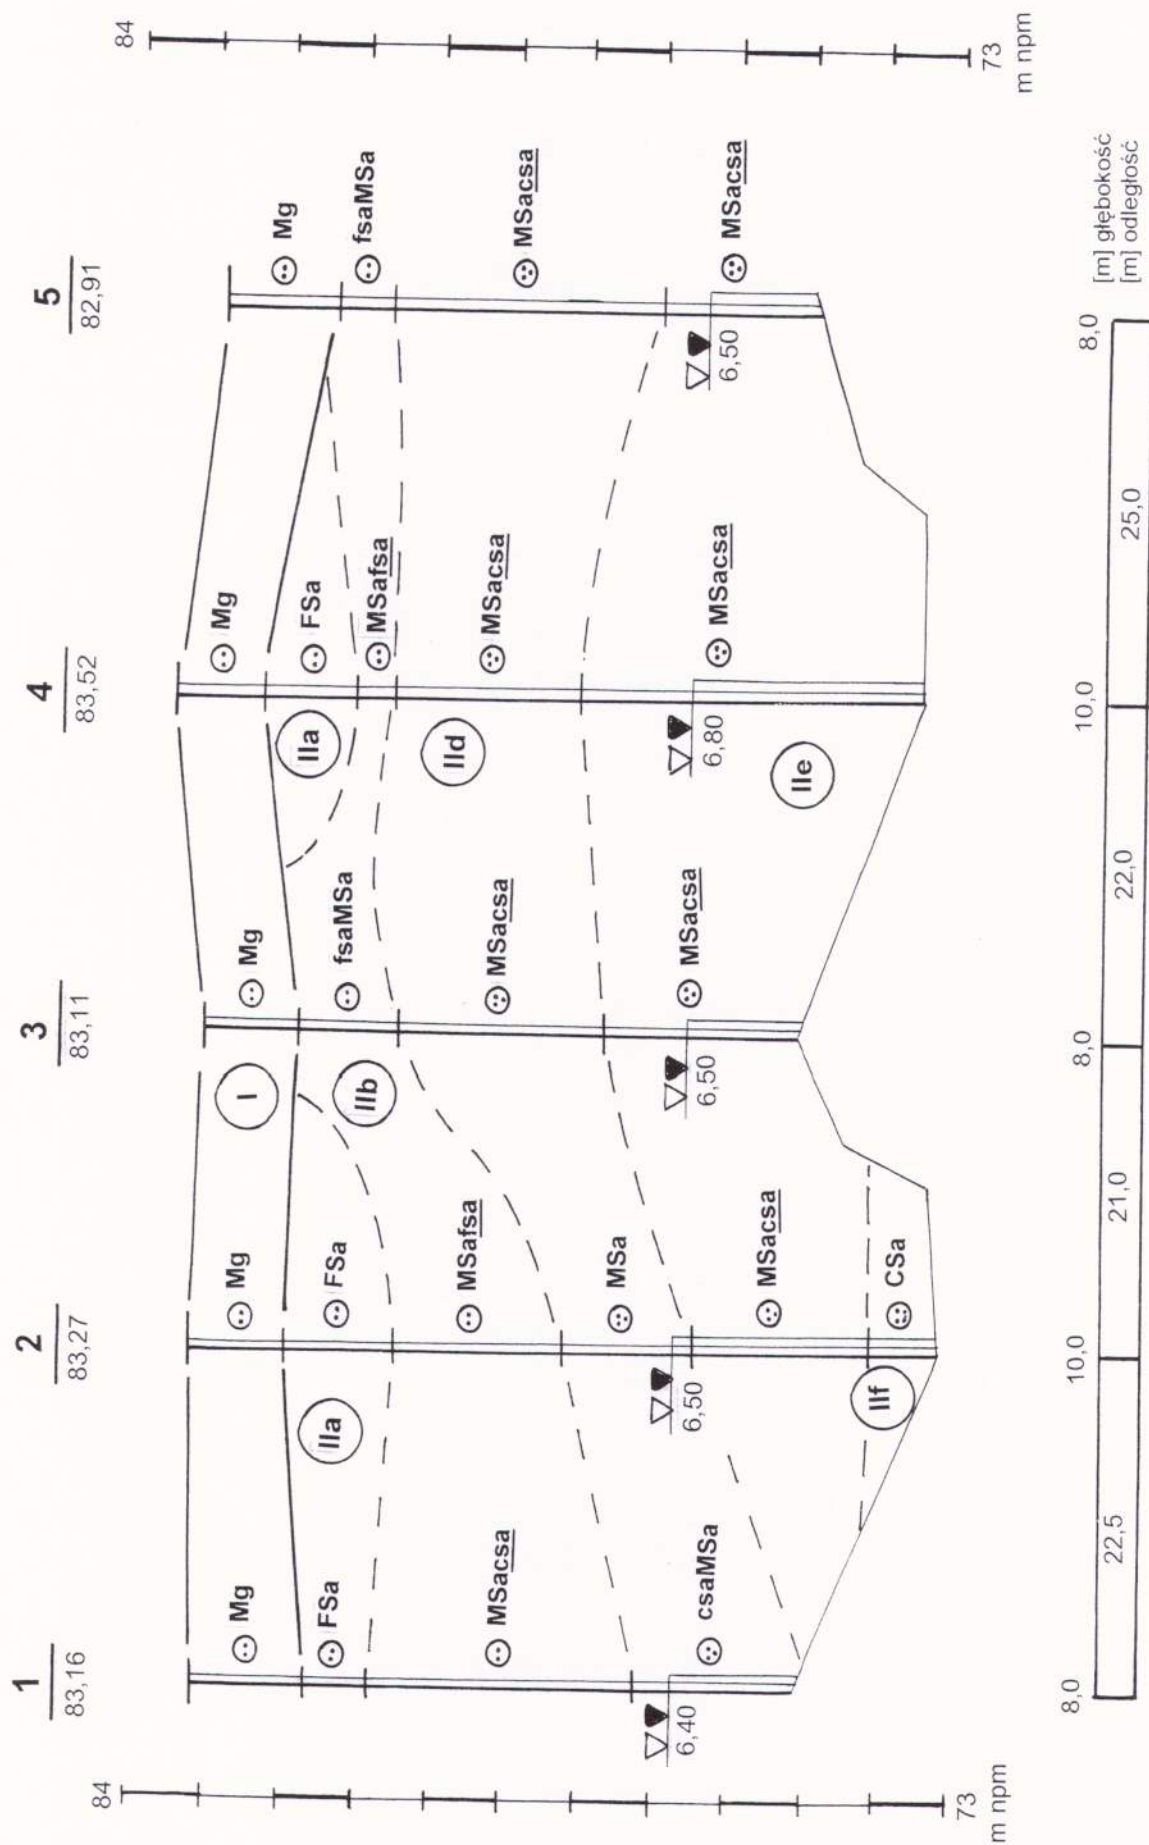 1
83,16
2
83,27
3
83,11
4
83,52
5
82,91
84
73
m npm
Mg
FSa
MSacsa
csaMSa
6,40
IIa
Mg
FSa
MSafsa
MSa
MSacsa
CSa
6,50
IIf
I
IIb
Mg
fsaMSa
MSacsa
MSacsa
6,50
IIa
IId
IIe
Mg
FSa
MSafsa
MSacsa
MSacsa
6,80
Mg
fsaMSa
MSacsa
MSacsa
6,50
84
73
m npm
8,0
10,0
8,0
10,0
8,0
[m] głębokość
22,5
21,0
22,0
25,0
[m] odległość